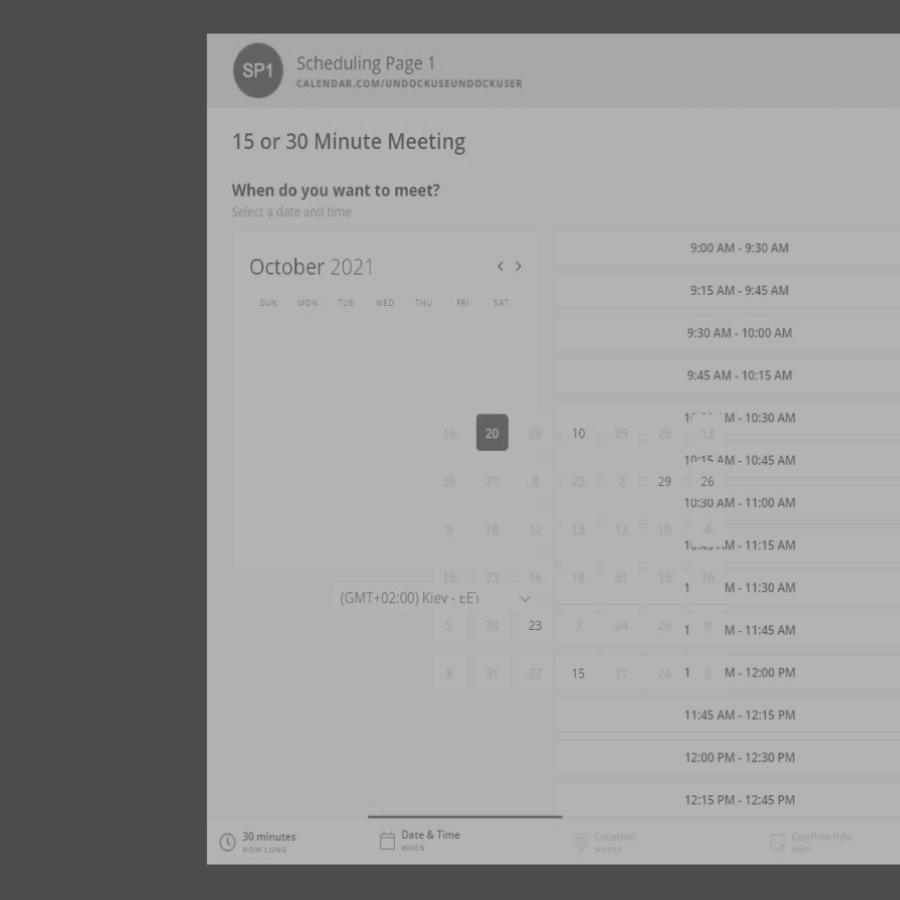 SP1
Scheduling Page 1
CALENDAR.COM/UNDOCKUSEUNDOCKUSER
15 or 30 Minute Meeting
When do you want to meet?
Select a date and time
October 2021
SUN MON TUE WED THU FRI SAT
9:00 AM - 9:30 AM
9:15 AM - 9:45 AM
9:30 AM - 10:00 AM
9:45 AM - 10:15 AM
M - 10:30 AM
16 20 29 10 29 25 13
10:15 AM - 10:45 AM
26 27 8 22 2 29 26
10:30 AM - 11:00 AM
9 18 12 13 13 10 4
M - 11:15 AM
15 23 16 18 31 15 16
1 M - 11:30 AM
(GMT+02:00) Kiev -
5 24 23 7 24 26 9
1 M - 11:45 AM
8 31 27 15 11 24 3
1 M - 12:00 PM
11:45 AM - 12:15 PM
12:00 PM - 12:30 PM
12:15 PM - 12:45 PM
30 minutes
HOW LONG
Date & Time
WHEN
Location
WHERE
Confirm Info
WHO